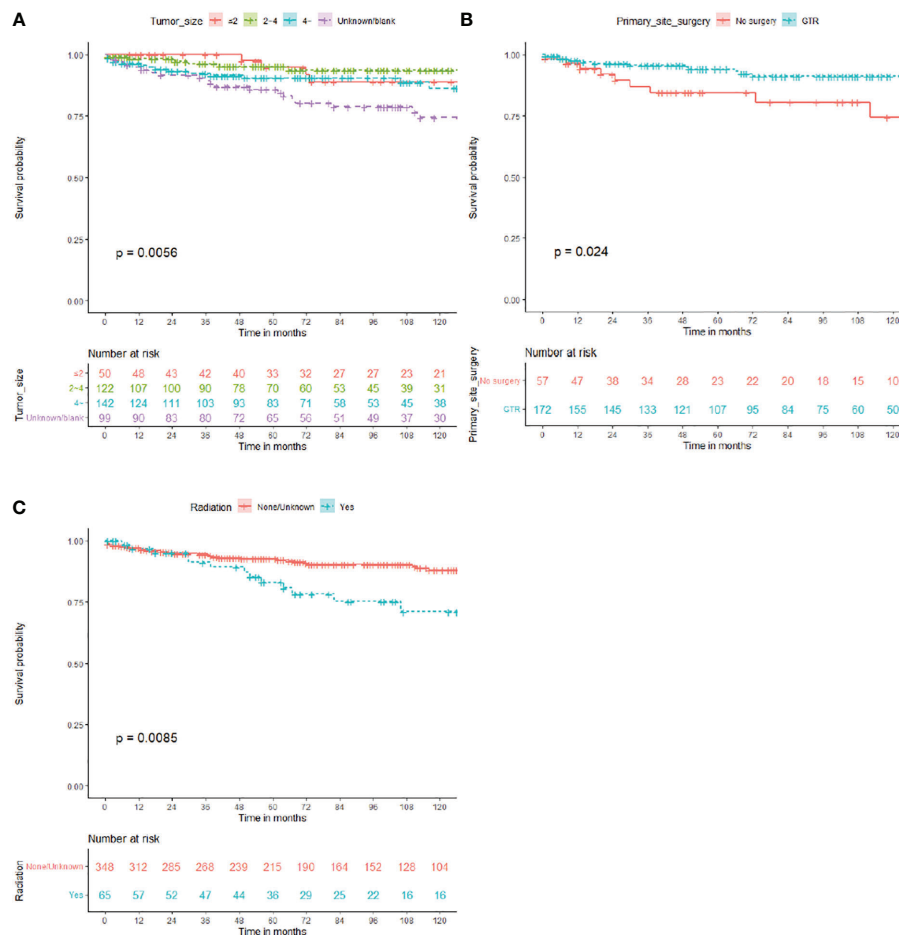 A
Tumor_size ≤2 2-4 4- Unknown/blank
1.00
0.75
0.50
0.25
0.00
Survival probability
p = 0.0056
0 12 24 36 48 60 72 84 96 108 120
Time in months
Number at risk
Tumor_size
≤2 50 48 43 42 40 33 32 27 27 23 21
2-4 122 107 100 90 78 70 60 53 45 39 31
4- 142 124 111 103 93 83 71 58 53 45 38
Unknown/blank 99 90 83 80 72 65 56 51 49 37 30
0 12 24 36 48 60 72 84 96 108 120
Time in months
B
Primary_site_surgery No surgery GTR
1.00
0.75
0.50
0.25
0.00
Survival probability
p = 0.024
0 12 24 36 48 60 72 84 96 108 120
Time in months
Number at risk
Primary_site_surgery
No surgery 57 47 38 34 28 23 22 20 18 15 10
GTR 172 155 145 133 121 107 95 84 75 60 50
0 12 24 36 48 60 72 84 96 108 120
Time in months
C
Radiation None/Unknown Yes
1.00
0.75
0.50
0.25
0.00
Survival probability
p = 0.0085
0 12 24 36 48 60 72 84 96 108 120
Time in months
Number at risk
Radiation
None/Unknown 348 312 285 268 239 215 190 164 152 128 104
Yes 65 57 52 47 44 36 29 25 22 16 16
0 12 24 36 48 60 72 84 96 108 120
Time in months